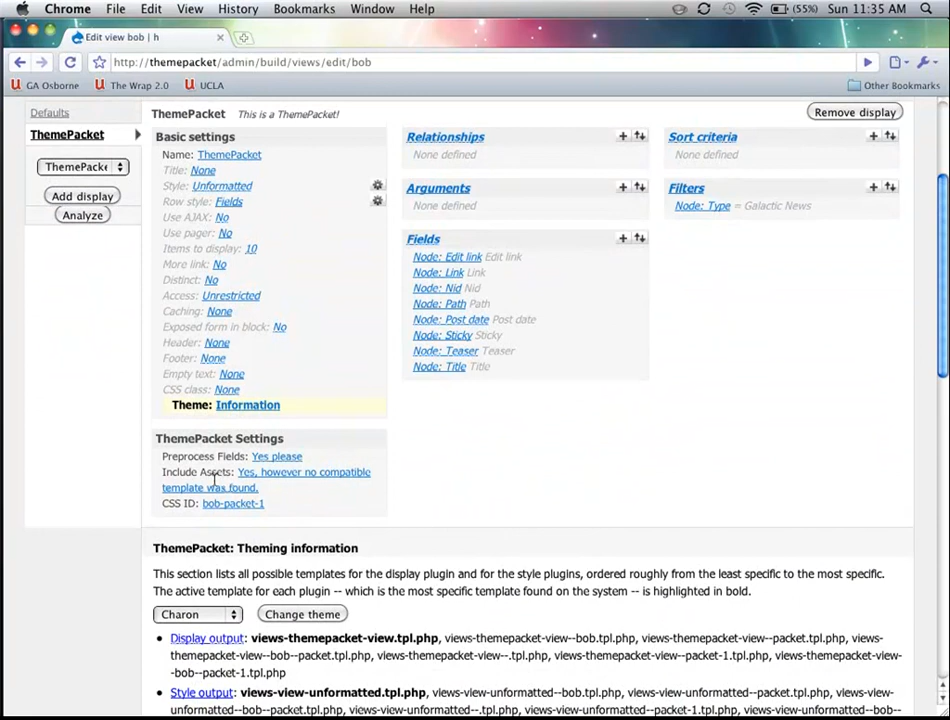 Chrome File Edit View History Bookmarks Window Help (55%) Sun 11:35 AM
Edit view bob | h
http://themepacket/admin/build/views/edit/bob
GA Osborne The Wrap 2.0 UCLA Other Bookmarks
Defaults
ThemePacket
ThemePacke
Add display
Analyze
ThemePacket This is a ThemePacket! Remove display
Basic settings
Name: ThemePacket
Title: None
Style: Unformatted
Row style: Fields
Use AJAX: No
Use pager: No
Items to display: 10
More link: No
Distinct: No
Access: Unrestricted
Caching: None
Exposed form in block: No
Header: None
Footer: None
Empty text: None
CSS class: None
Theme: Information
ThemePacket Settings
Preprocess Fields: Yes please
Include Assets: Yes, however no compatible
template was found.
CSS ID: bob-packet-1
Relationships
None defined
Arguments
None defined
Fields
Node: Edit link Edit link
Node: Link Link
Node: Nid Nid
Node: Path Path
Node: Post date Post date
Node: Sticky Sticky
Node: Teaser Teaser
Node: Title Title
Sort criteria
None defined
Filters
Node: Type = Galactic News
ThemePacket: Theming information
This section lists all possible templates for the display plugin and for the style plugins, ordered roughly from the least specific to the most specific.
The active template for each plugin -- which is the most specific template found on the system -- is highlighted in bold.
Charon Change theme
• Display output: views-themepacket-view.tpl.php, views-themepacket-view--bob.tpl.php, views-themepacket-view--packet.tpl.php, views-
themepacket-view--bob--packet.tpl.php, views-themepacket-view--.tpl.php, views-themepacket-view--packet-1.tpl.php, views-themepacket-view-
-bob--packet-1.tpl.php
• Style output: views-view-unformatted.tpl.php, views-view-unformatted--bob.tpl.php, views-view-unformatted--packet.tpl.php, views-
view-unformatted--bob--packet.tpl.php, views-view-unformatted--.tpl.php, views-view-unformatted--packet-1.tpl.php, views-view-unformatted--bob--